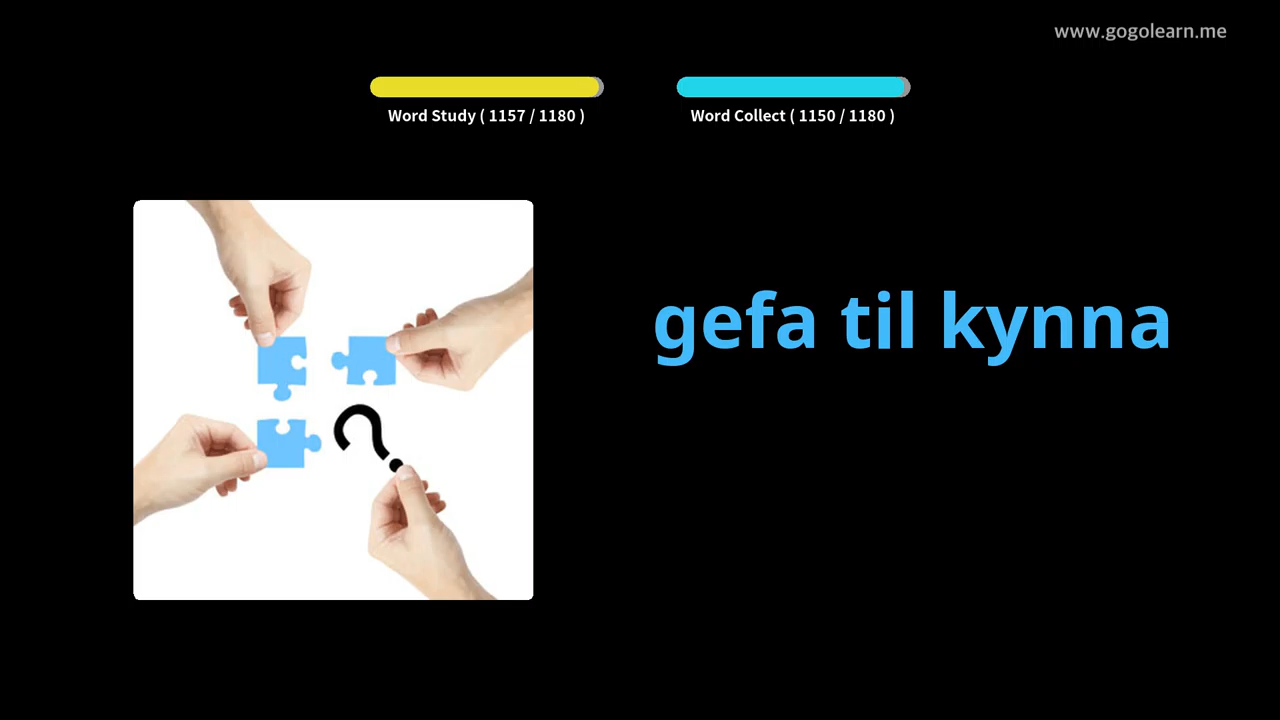 www.gogolearn.me
Word Study ( 1157 / 1180 )
Word Collect ( 1150 / 1180 )
gefa til kynna
?